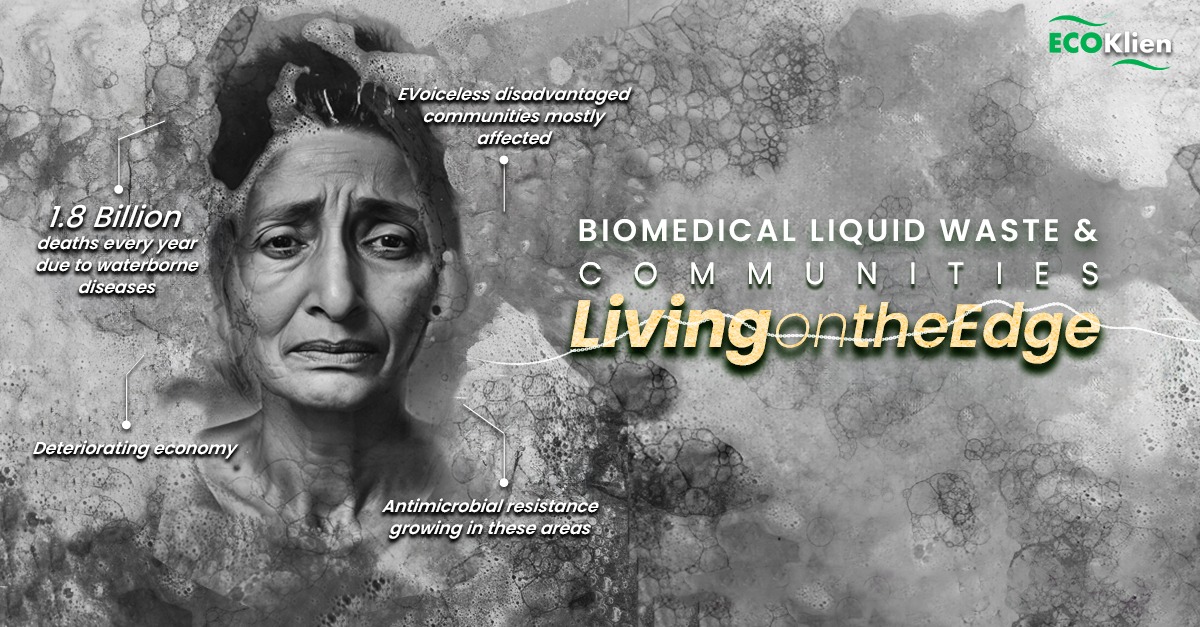 ECOKlien
EVoiceless disadvantaged
communities mostly
affected
1.8 Billion
deaths every year
due to waterborne
diseases
BIOMEDICAL LIQUID WASTE &
COMMUNITIES
LivingontheEdge
Deteriorating economy
Antimicrobial resistance
growing in these areas